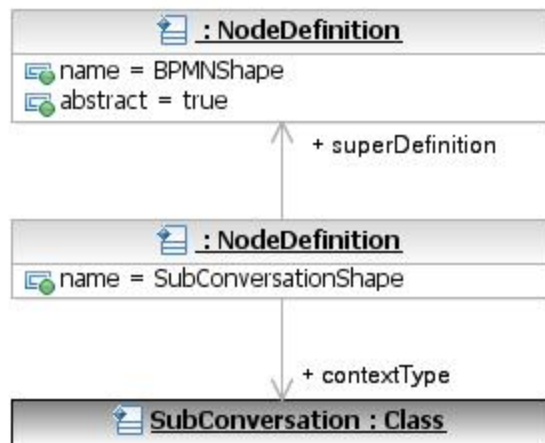 : NodeDefinition
name = BPMNShape
abstract = true
+ superDefinition
: NodeDefinition
name = SubConversationShape
+ contextType
SubConversation : Class